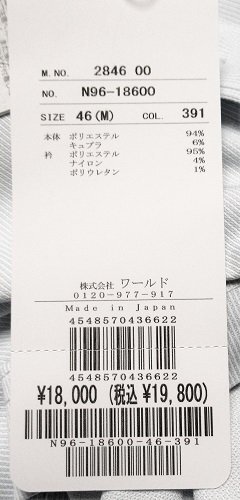 M.NO. 2846 00
NO. N96-18600
SIZE 46(M) COL. 391
本体 ポリエステル 94%
キュプラ 6%
衿 ポリエステル 95%
ナイロン 4%
ポリウレタン 1%
株式会社 ワールド
0120-977-917
Made in Japan
4548570436622
4548570436622
¥18,000 (税込 ¥19,800)
N96-18600-46-391